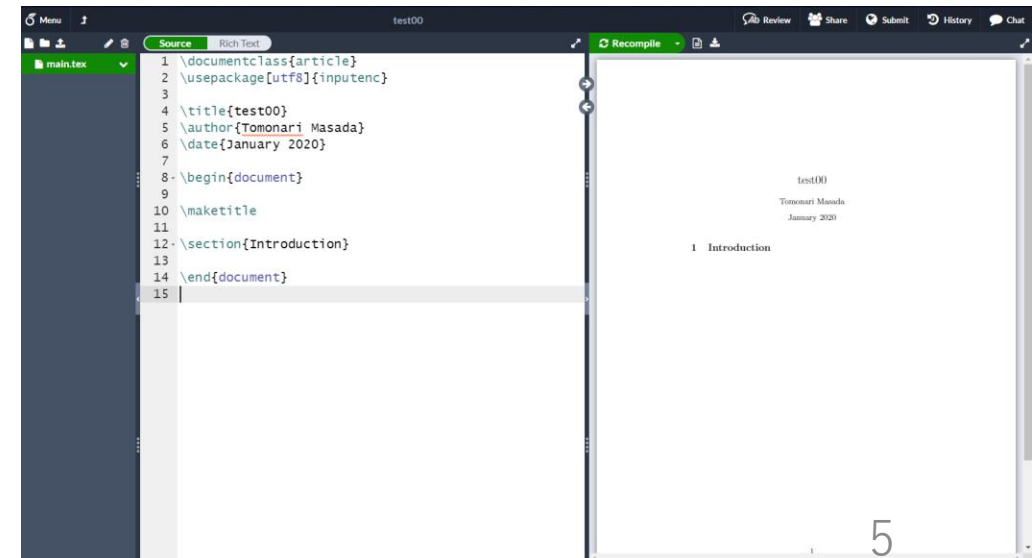 Menu
test00
Review
Share
Submit
History
Chat
Source
Rich Text
Recompile
main.tex
1 \documentclass{article}
2 \usepackage[utf8]{inputenc}
3
4 \title{test00}
5 \author{Tomonari Masada}
6 \date{January 2020}
7
8 \begin{document}
9
10 \maketitle
11
12 \section{Introduction}
13
14 \end{document}
15
test00
Tomonari Masada
January 2020
1 Introduction
1
5